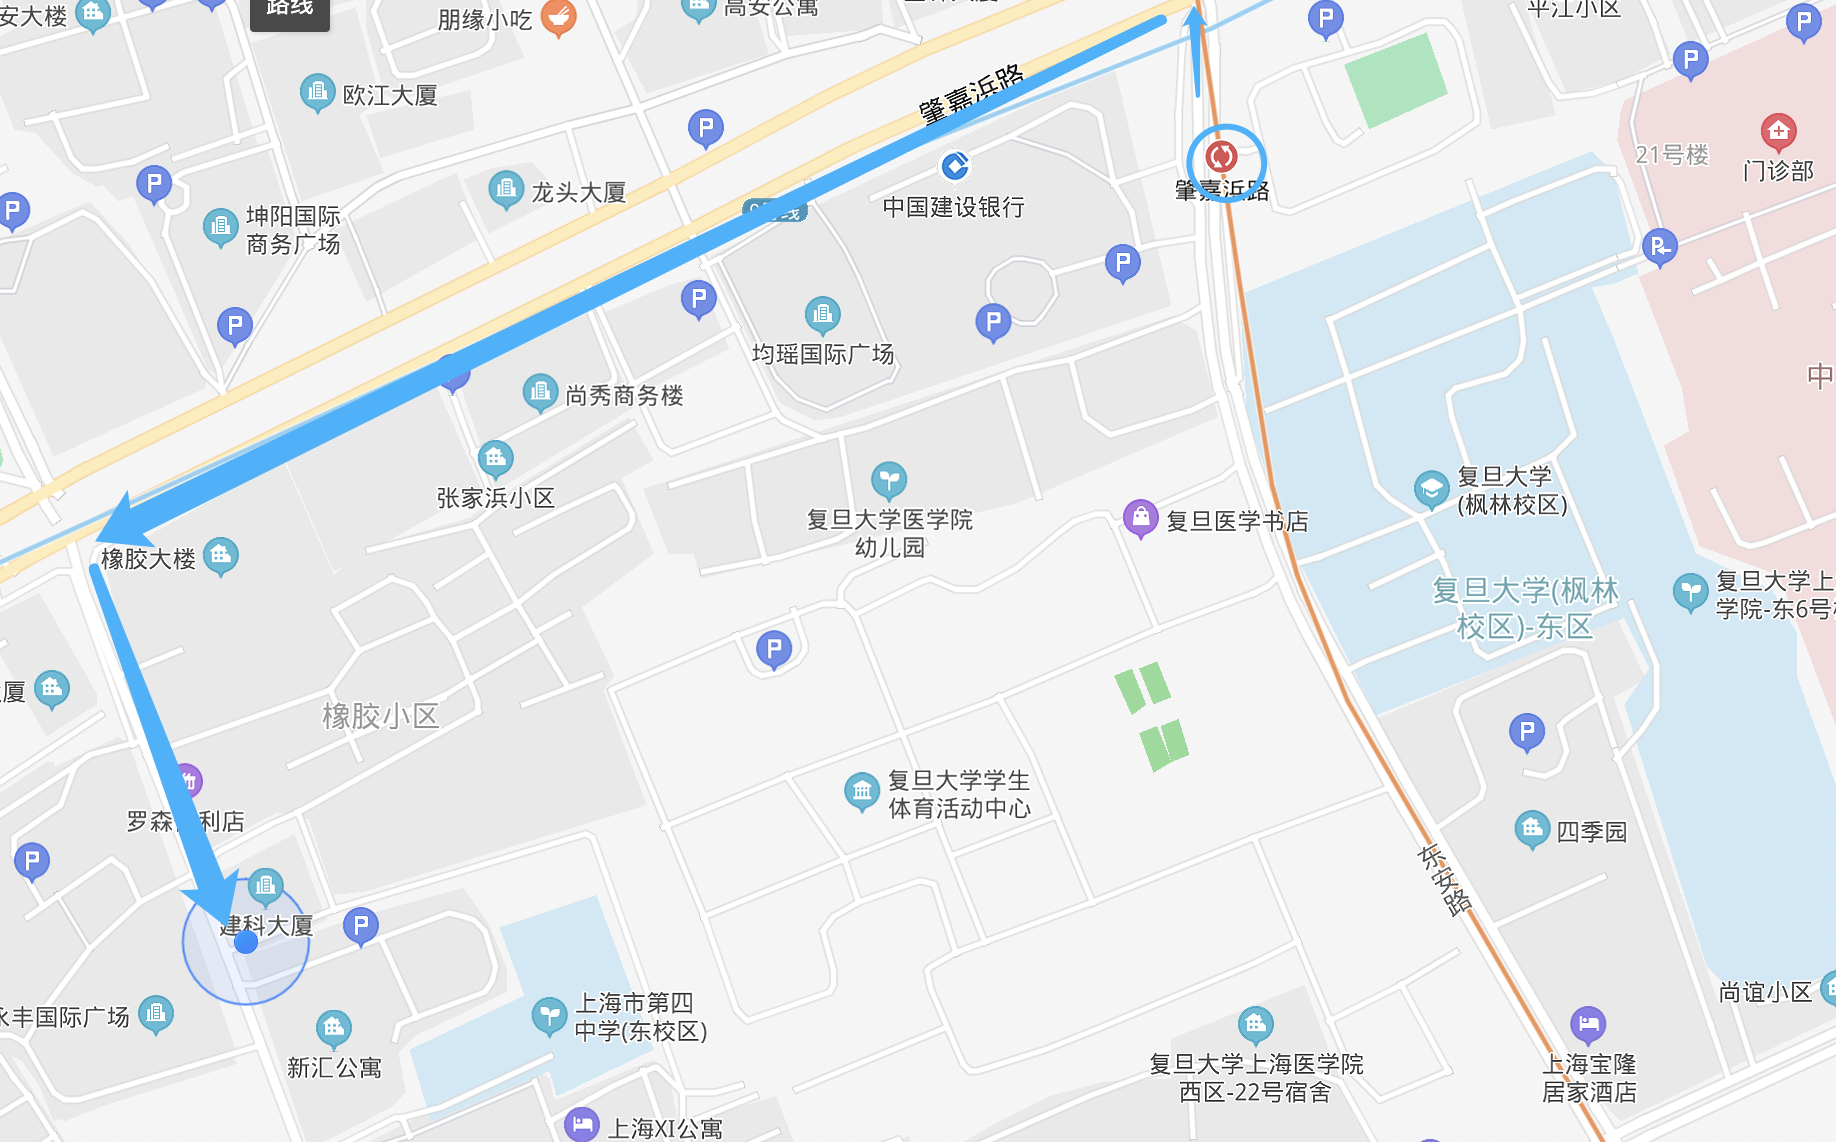 安大楼
路线
朋缘小吃
高安公寓
平江小区
欧江大厦
肇嘉浜路
21号楼
门诊部
龙头大厦
坤阳国际
商务广场
中国建设银行
肇嘉浜路
均瑶国际广场
尚秀商务楼
中
张家浜小区
复旦大学
(枫林校区)
复旦大学医学院
幼儿园
复旦医学书店
橡胶大楼
复旦大学(枫林
校区)-东区
复旦大学上
学院-东6号
厦
橡胶小区
复旦大学学生
体育活动中心
罗森便利店
四季园
东安路
建科大厦
永丰国际广场
上海市第四
中学(东校区)
新汇公寓
尚谊小区
复旦大学上海医学院
西区-22号宿舍
上海宝隆
居家酒店
上海XI公寓